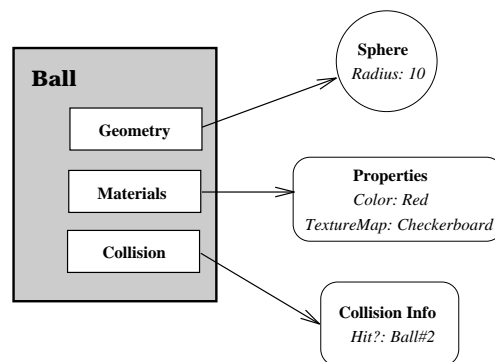 Ball
Geometry
Materials
Collision
Sphere
Radius: 10
Properties
Color: Red
TextureMap: Checkerboard
Collision Info
Hit?: Ball#2